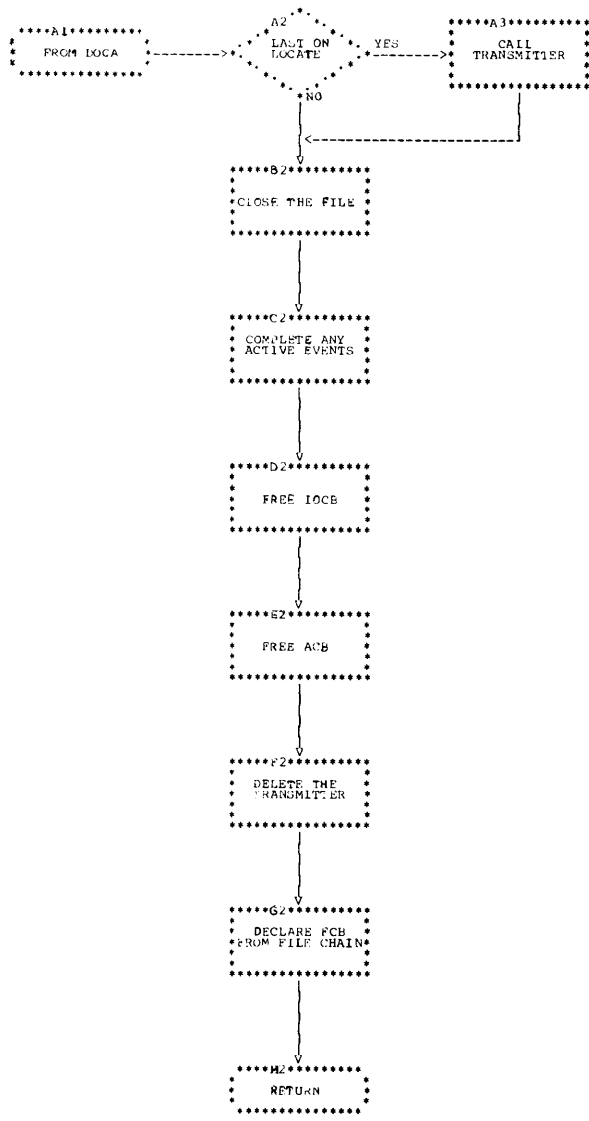 A1
FROM DOCA
A2
LAST ON
LOCATE
YES
A3
CALL
TRANSMITTER
NO
B2
CLOSE THE FILE
C2
COMPLETE ANY
ACTIVE EVENTS
D2
FREE IOCB
E2
FREE ACB
F2
DELETE THE
TRANSMITTER
G2
DECLARE FCB
FROM FILE CHAIN
H2
RETURN